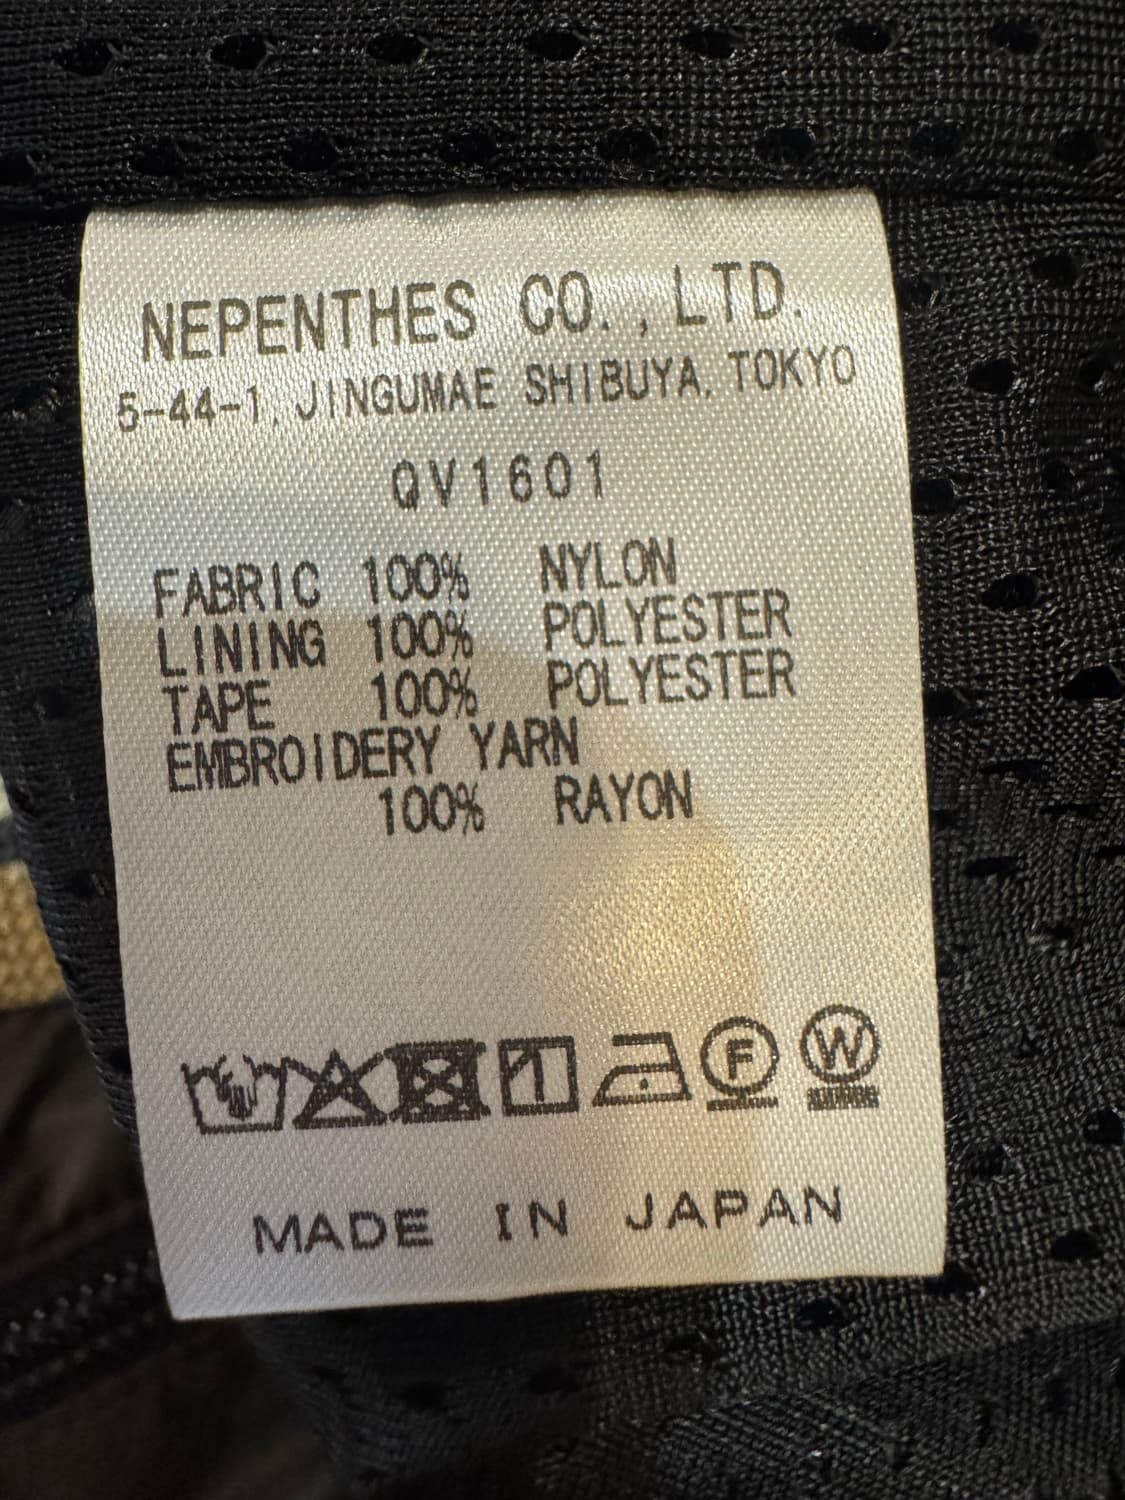 NEPENTHES CO.,LTD.
5-44-1, JINGUMAE SHIBUYA, TOKYO
QV1601
FABRIC 100% NYLON
LINING 100% POLYESTER
TAPE 100% POLYESTER
EMBROIDERY YARN
100% RAYON
F W
MADE IN JAPAN